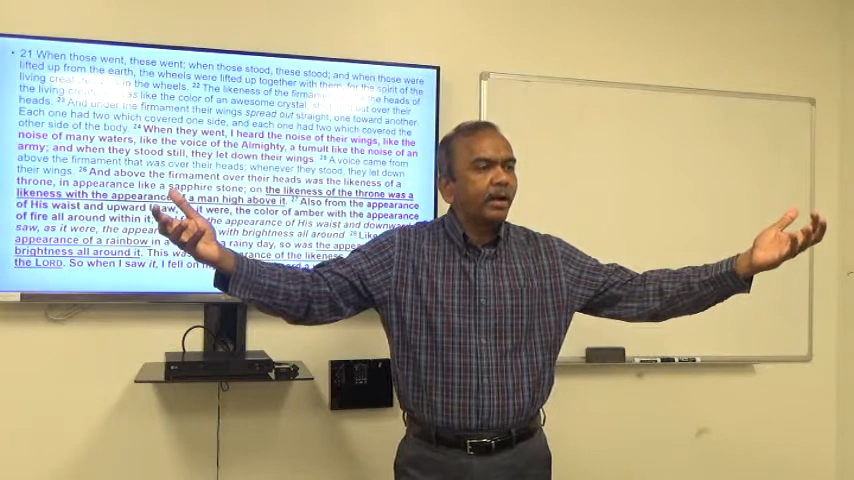 • 21 When those went, these went; when those stood, these stood; and when those were
lifted up from the earth, the wheels were lifted up together with them, for the spirit of the
living creatures in the wheels. 22 The likeness of the firmament the heads of
the living was like the color of an awesome crystal, out over their
heads. 23 And under the firmament their wings spread out straight, one toward another.
Each one had two which covered one side, and each one had two which covered the
other side of the body. 24 When they went, I heard the noise of their wings, like the
noise of many waters, like the voice of the Almighty, a tumult like the noise of an
army; and when they stood still, they let down their wings. 25 A voice came from
above the firmament that was over their heads; whenever they stood, they let down
their wings. 26 And above the firmament over their heads was the likeness of a
throne, in appearance like a sapphire stone; on the likeness of the throne was a
likeness with the appearance of a man high above it. 27 Also from the appearance
of His waist and upward I saw, as it were, the color of amber with the appearance
of fire all around within it; and from the appearance of His waist and
saw, as it were, the appearance with brightness all around. 28 Like
appearance of a rainbow in a rainy day, so was the
brightness all around it. This was
the LORD. So when I saw it, I fell on